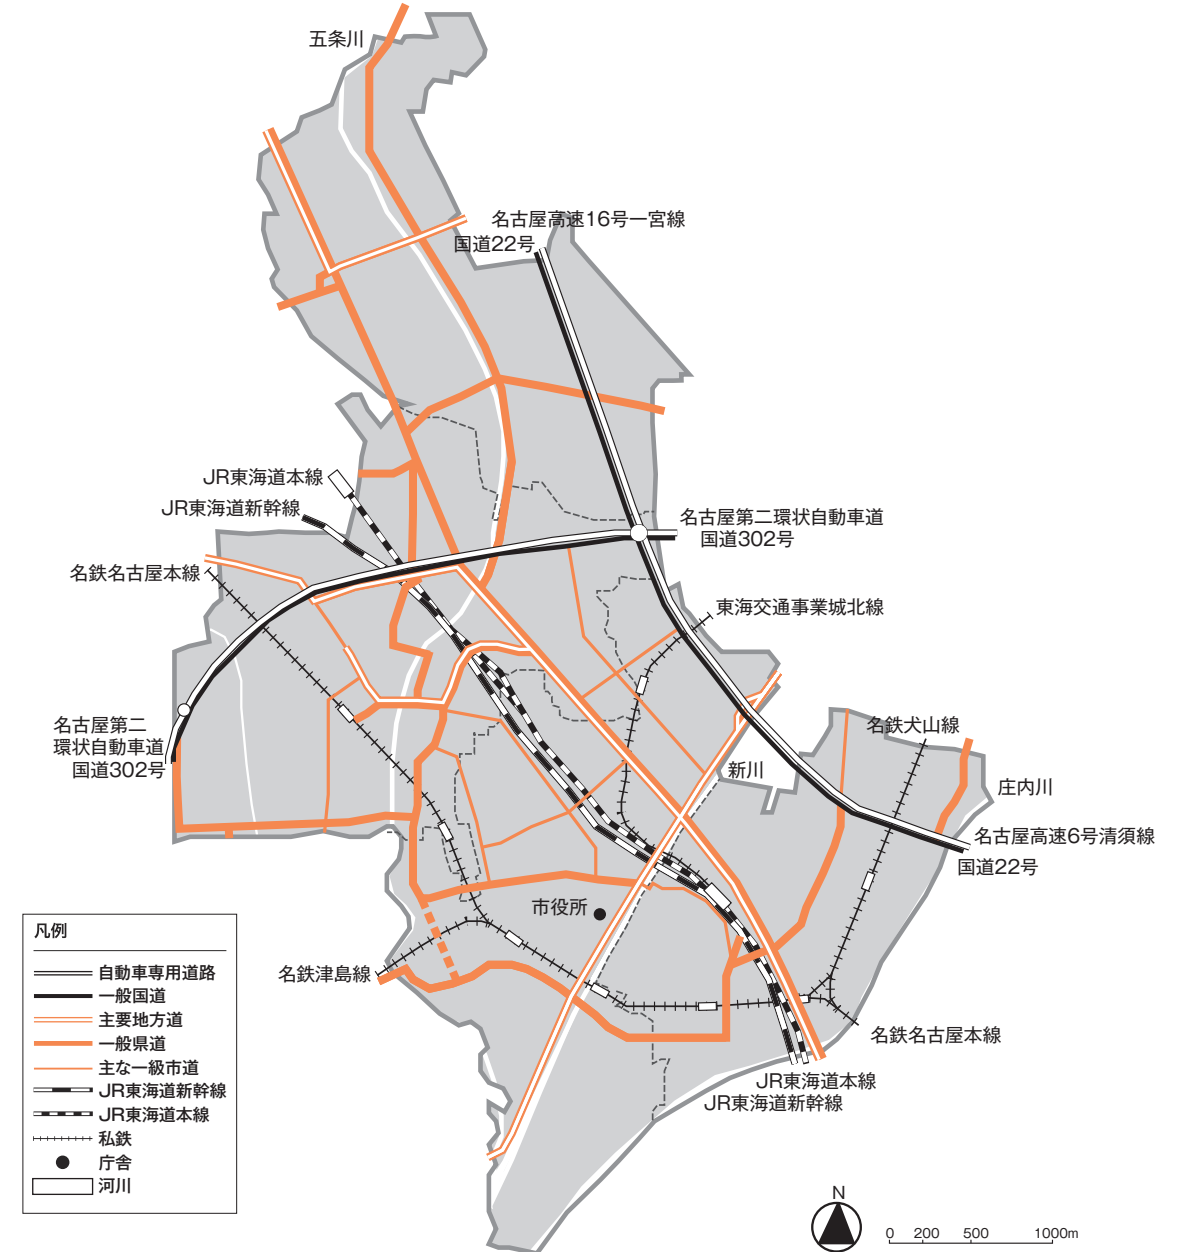 五条川
名古屋高速16号一宮線
国道22号
JR東海道本線
JR東海道新幹線
名古屋第二環状自動車道
国道302号
名鉄名古屋本線
東海交通事業城北線
名古屋第二
環状自動車道
国道302号
名鉄犬山線
新川
庄内川
名古屋高速6号清須線
国道22号
市役所
名鉄津島線
名鉄名古屋本線
JR東海道本線
JR東海道新幹線
凡例
自動車専用道路
一般国道
主要地方道
一般県道
主な一級市道
JR東海道新幹線
JR東海道本線
私鉄
庁舎
河川
N
0 200 500 1000m